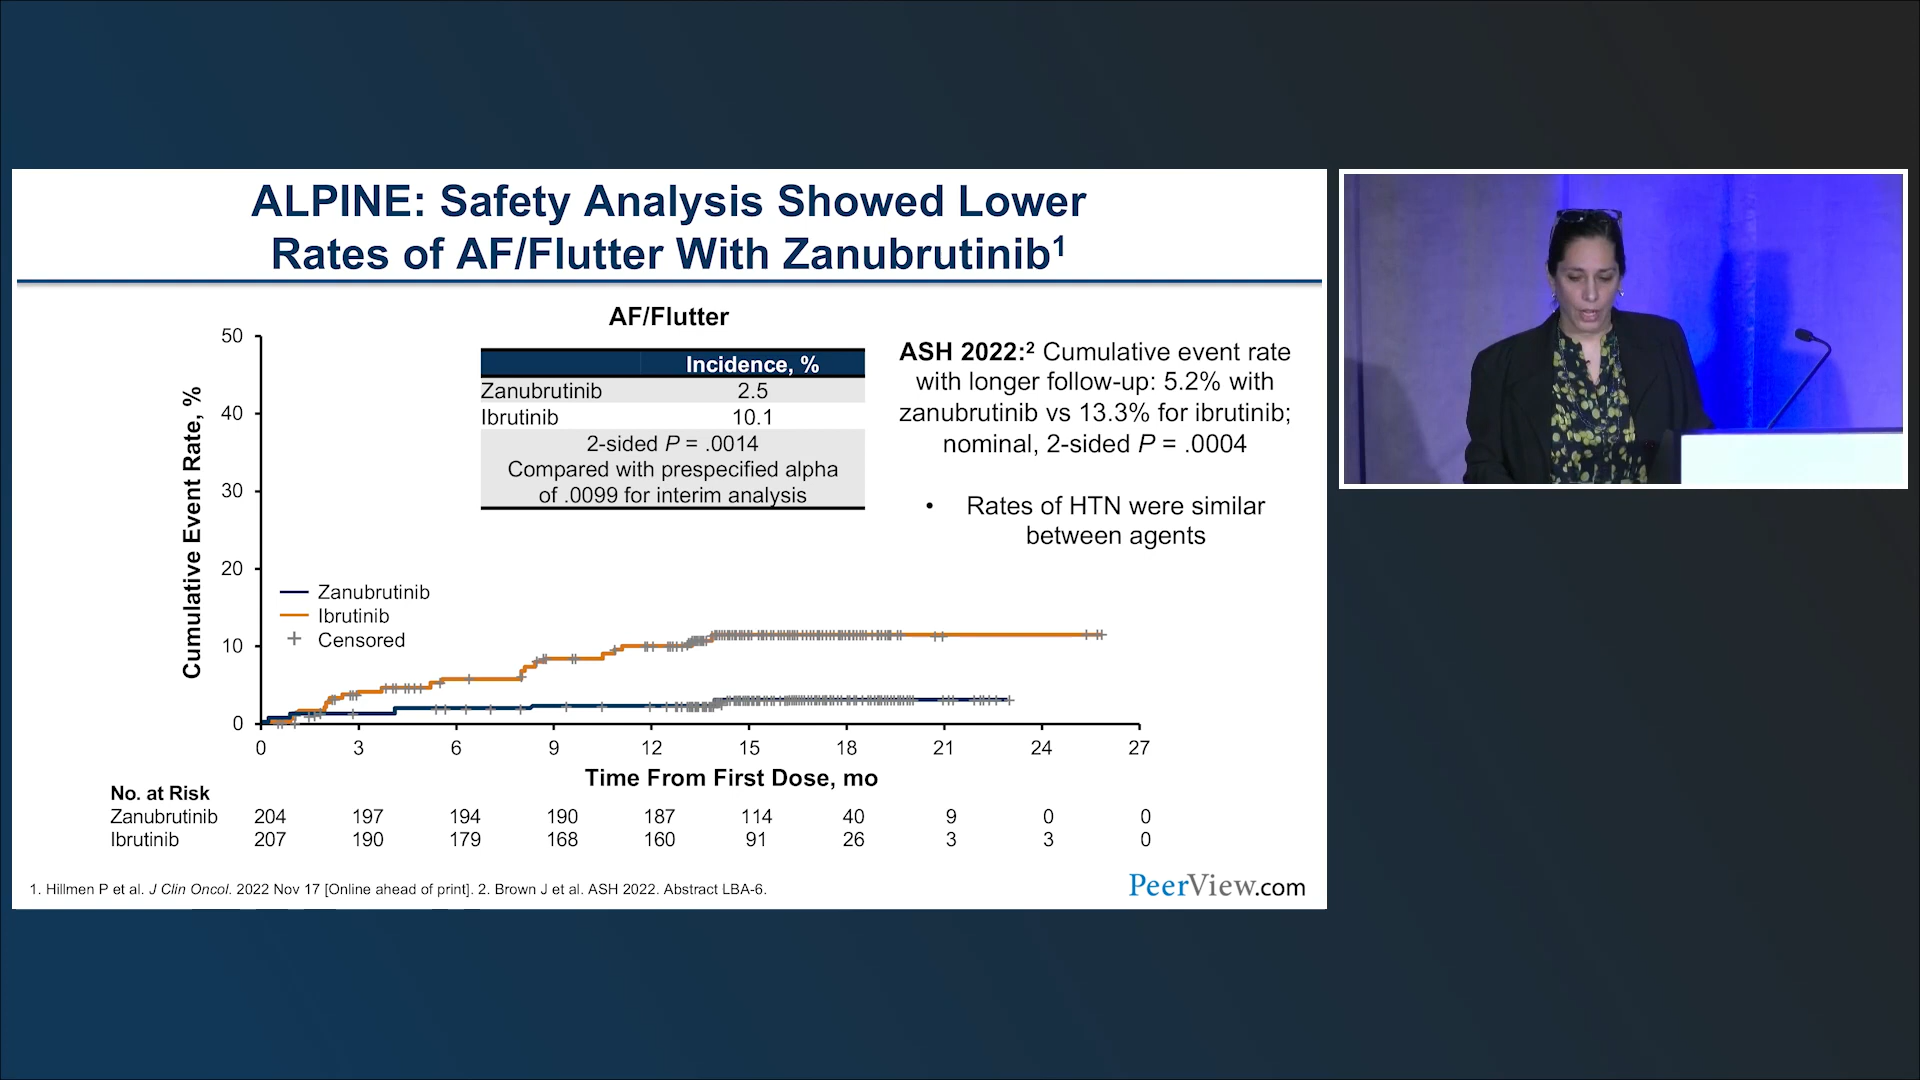 ALPINE: Safety Analysis Showed Lower
Rates of AF/Flutter With Zanubrutinib¹
AF/Flutter
Incidence, %
Zanubrutinib 2.5
Ibrutinib 10.1
2-sided P = .0014
Compared with prespecified alpha
of .0099 for interim analysis
ASH 2022:² Cumulative event rate
with longer follow-up: 5.2% with
zanubrutinib vs 13.3% for ibrutinib;
nominal, 2-sided P = .0004
• Rates of HTN were similar
between agents
Cumulative Event Rate, %
50
40
30
20
10
0
Zanubrutinib
Ibrutinib
Censored
0 3 6 9 12 15 18 21 24 27
Time From First Dose, mo
No. at Risk
Zanubrutinib 204 197 194 190 187 114 40 9 0 0
Ibrutinib 207 190 179 168 160 91 26 3 3 0
1. Hillmen P et al. J Clin Oncol. 2022 Nov 17 [Online ahead of print]. 2. Brown J et al. ASH 2022. Abstract LBA-6.
PeerView.com